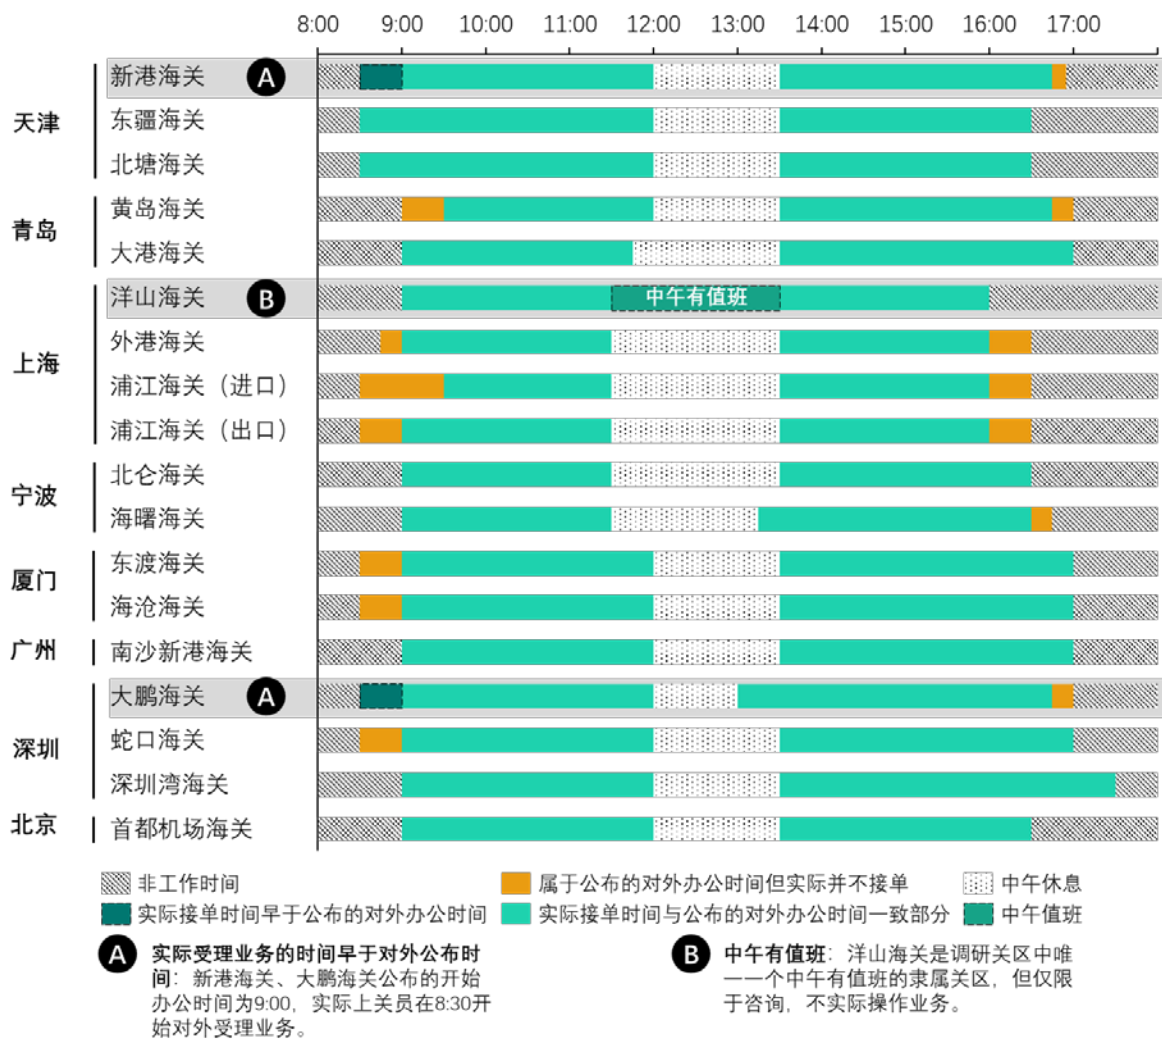 8:00 9:00 10:00 11:00 12:00 13:00 14:00 15:00 16:00 17:00
天津
新港海关 A
东疆海关
北塘海关
青岛
黄岛海关
大港海关
上海
洋山海关 B 中午有值班
外港海关
浦江海关（进口）
浦江海关（出口）
宁波
北仑海关
海曙海关
厦门
东渡海关
海沧海关
广州
南沙新港海关
深圳
大鹏海关 A
蛇口海关
深圳湾海关
北京
首都机场海关
非工作时间 属于公布的对外办公时间但实际并不接单 中午休息
实际接单时间早于公布的对外办公时间 实际接单时间与公布的对外办公时间一致部分 中午值班
A 实际受理业务的时间早于对外公布时
间：新港海关、大鹏海关公布的开始
办公时间为9:00，实际上关员在8:30开
始对外受理业务。
B 中午有值班：洋山海关是调研关区中唯
一一个中午有值班的隶属关区，但仅限
于咨询，不实际操作业务。